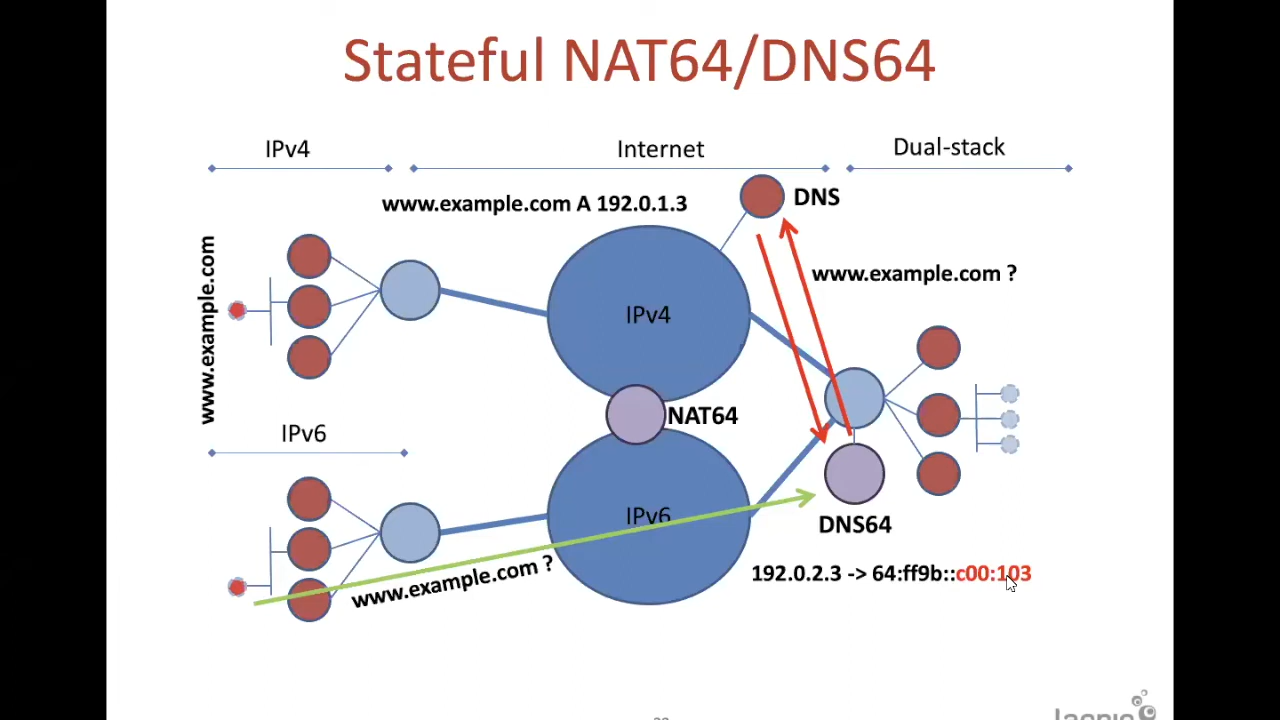 Stateful NAT64/DNS64
IPv4
Internet
Dual-stack
www.example.com A 192.0.1.3
DNS
www.example.com
www.example.com ?
IPv4
NAT64
IPv6
IPv6
DNS64
www.example.com ?
192.0.2.3 -> 64:ff9b::c00:103